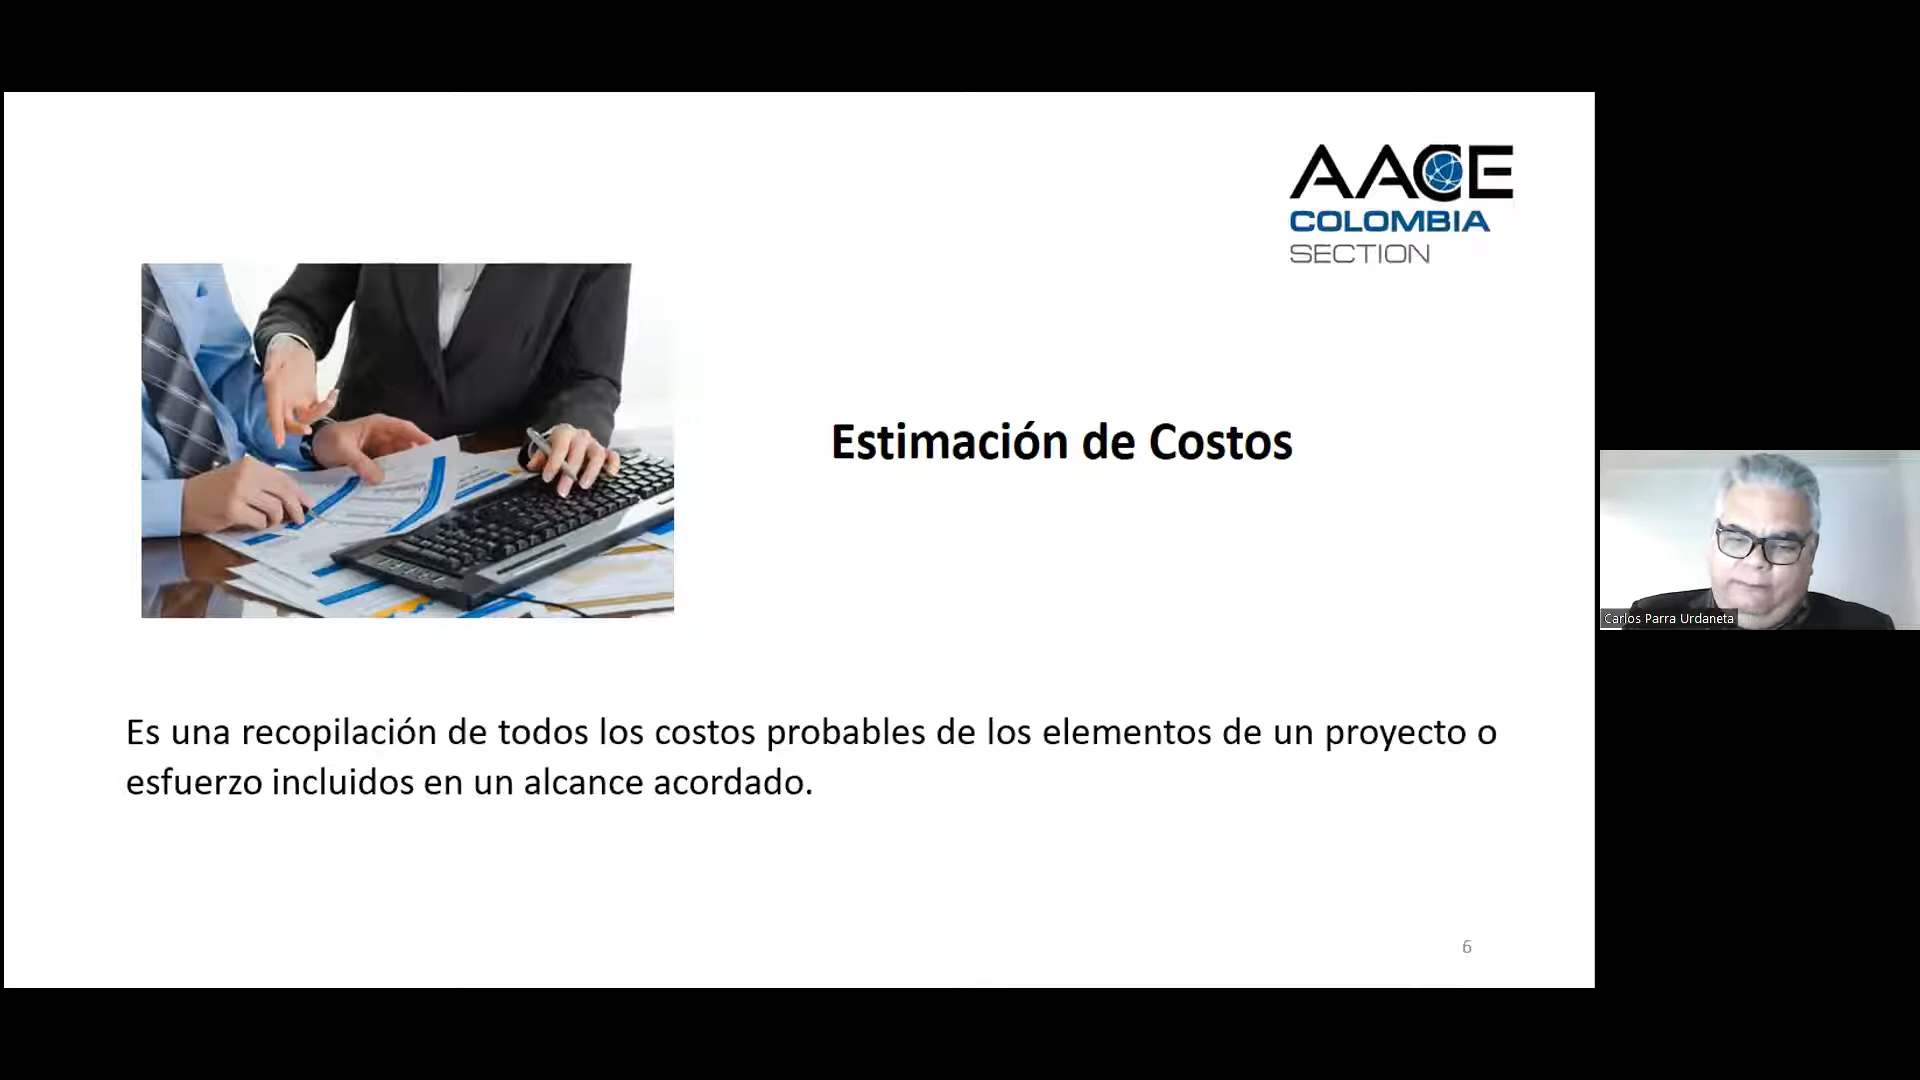 AACE
COLOMBIA
SECTION
Estimación de Costos
Carlos Parra Urdaneta
Es una recopilación de todos los costos probables de los elementos de un proyecto o
esfuerzo incluidos en un alcance acordado.
6